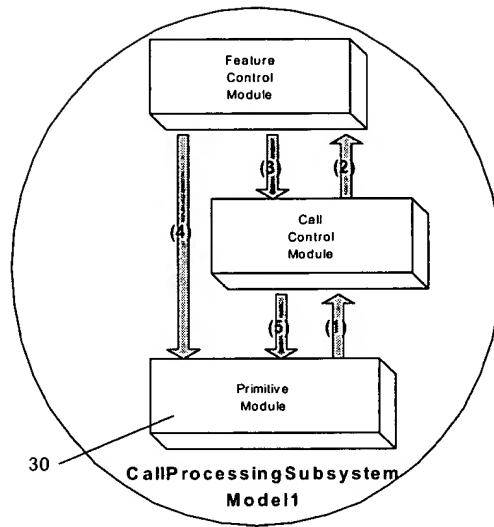 Feature
Control
Module
(3)
(2)
(4)
Call
Control
Module
(5)
(1)
Primitive
Module
30
CallProcessingSubsystem
Model1